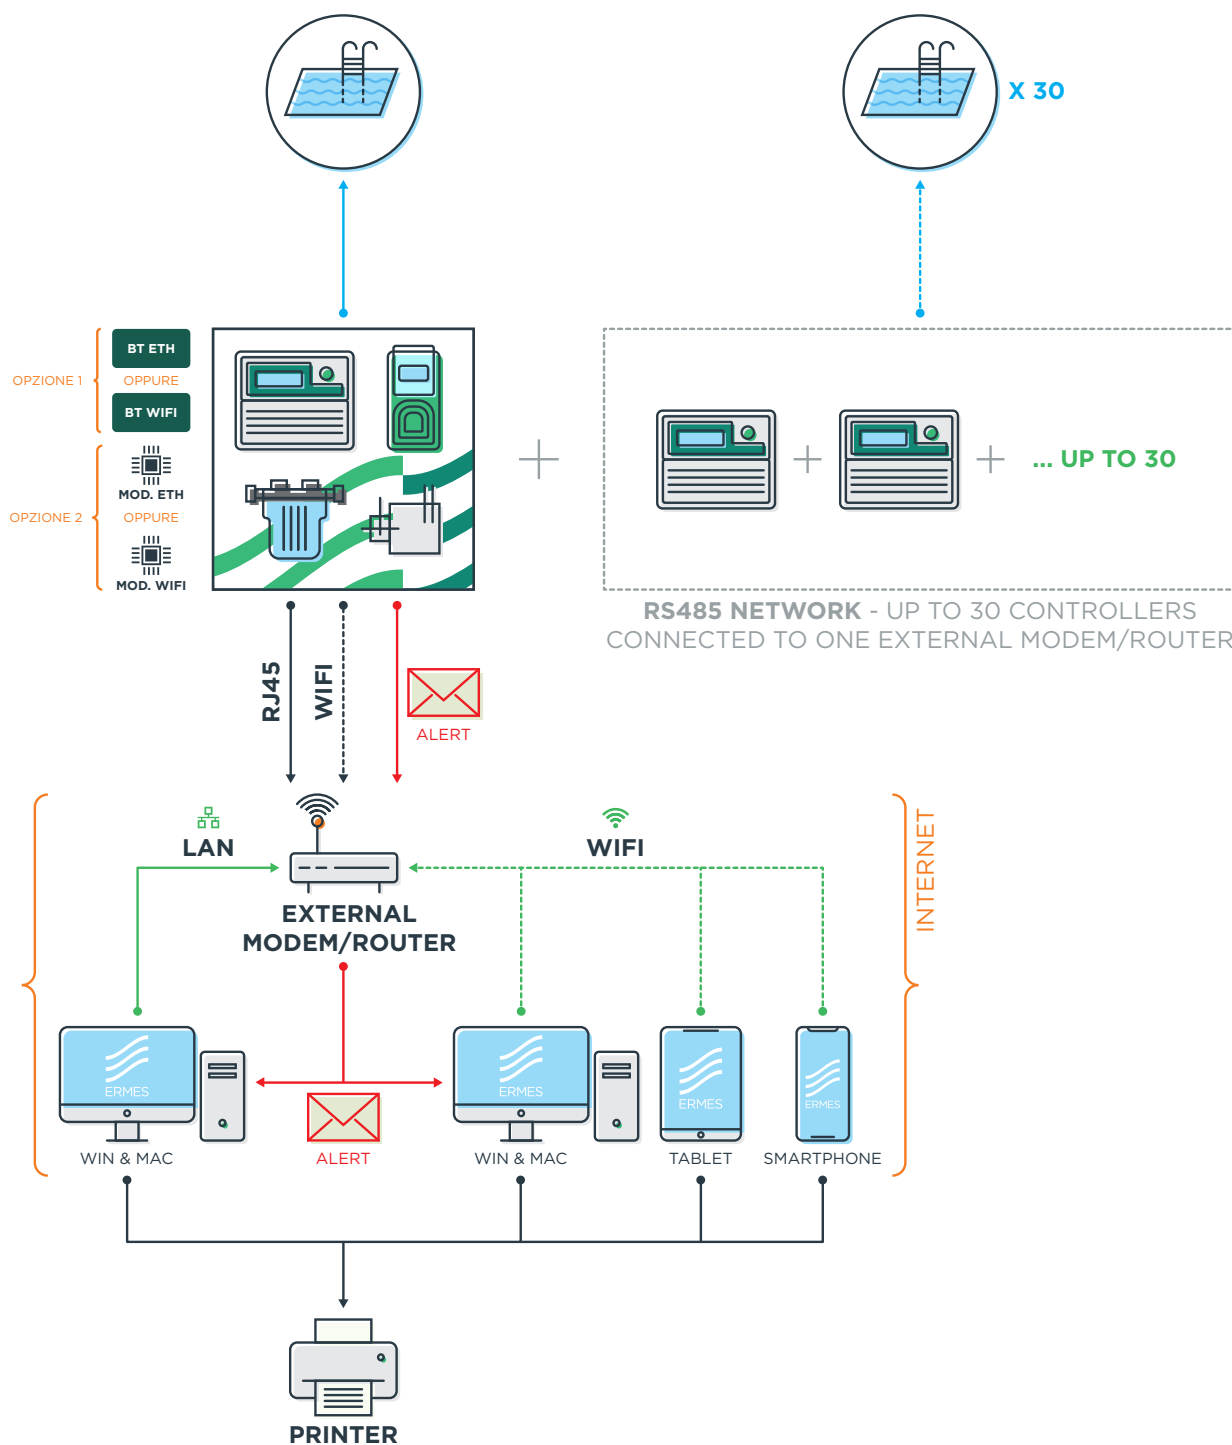 X 30
BT ETH
OPZIONE 1
OPPURE
BT WIFI
MOD. ETH
OPZIONE 2
OPPURE
MOD. WIFI
... UP TO 30
RS485 NETWORK - UP TO 30 CONTROLLERS
CONNECTED TO ONE EXTERNAL MODEM/ROUTER
RJ45
WIFI
ALERT
LAN
WIFI
INTERNET
EXTERNAL
MODEM/ROUTER
ERMES
ERMES
ERMES
ERMES
WIN & MAC
ALERT
WIN & MAC
TABLET
SMARTPHONE
PRINTER